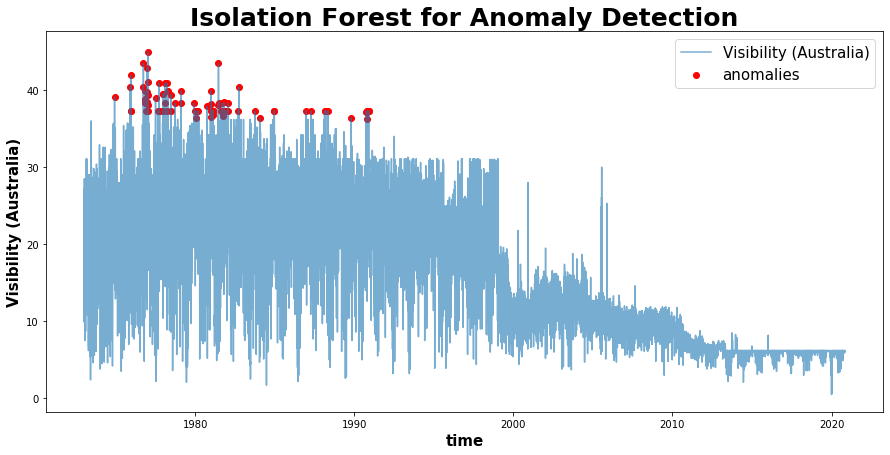 Isolation Forest for Anomaly Detection
Visibility (Australia)
anomalies
Visibility (Australia)
40
30
20
10
0
1980
1990
2000
2010
2020
time